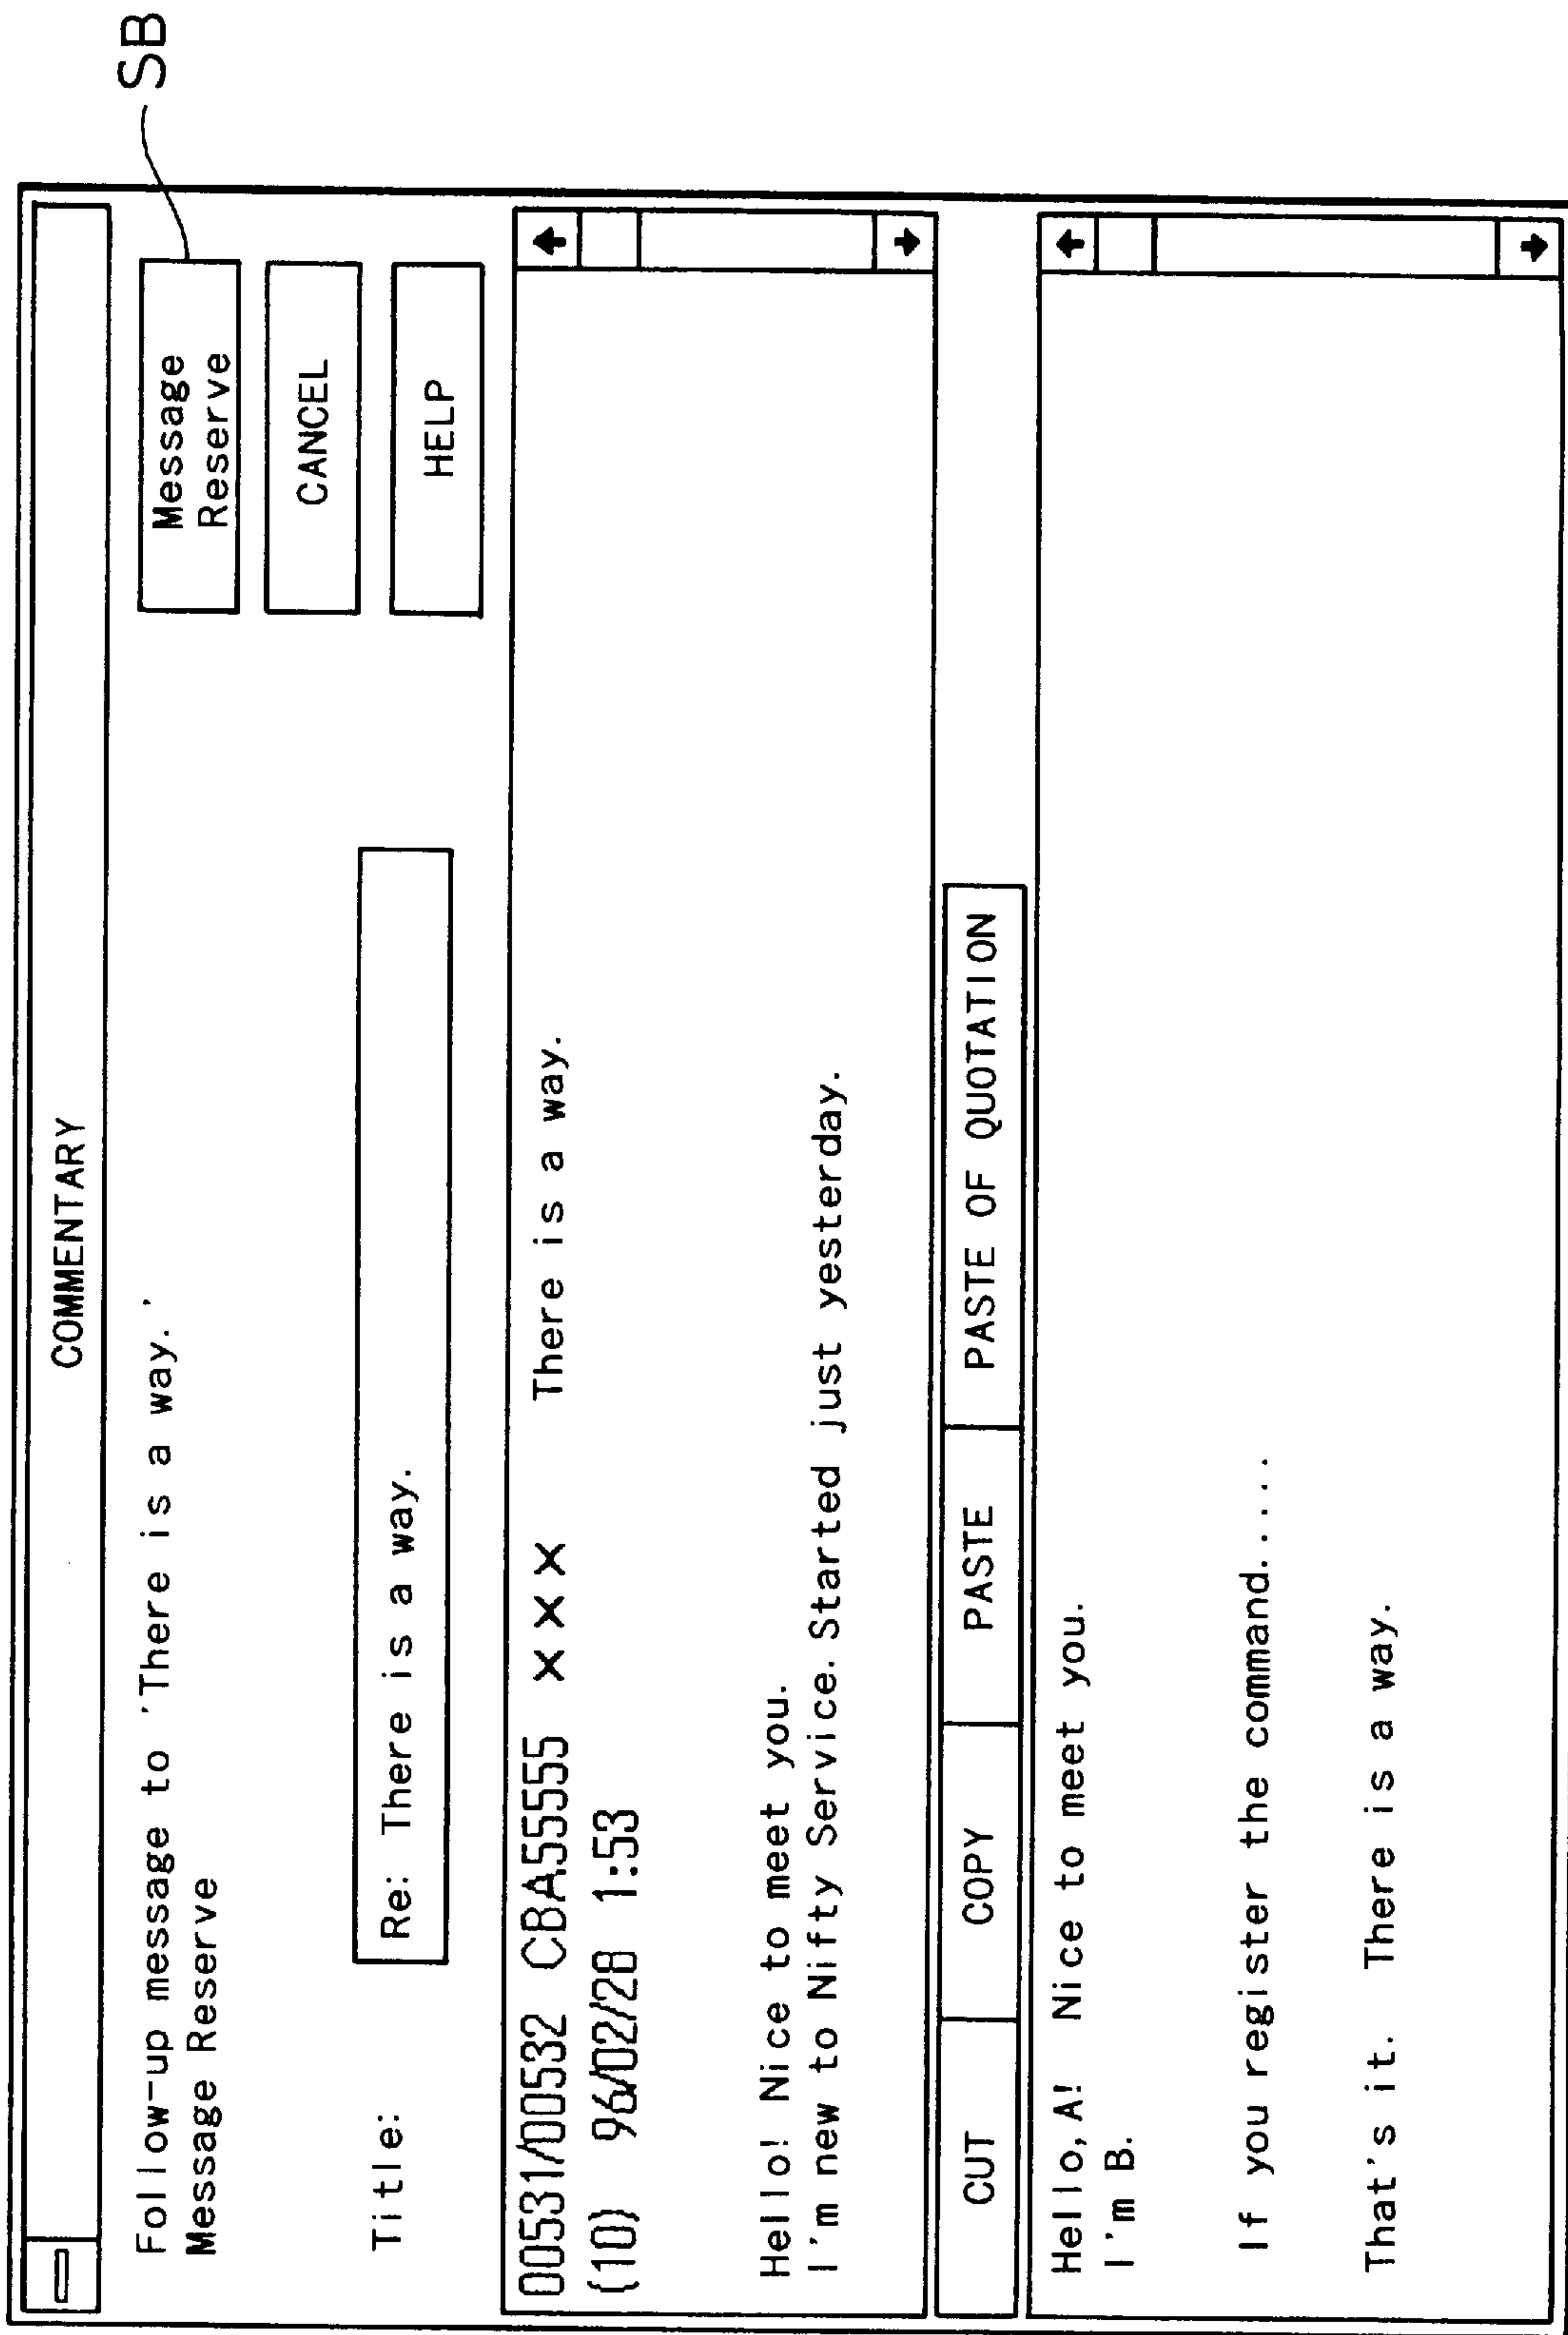 COMMENTARY
Follow-up message to 'There is a way.'
Message Reserve
Message
Reserve
SB
CANCEL
HELP
Title:
Re: There is a way.
00531/00532 CBA55555 ××× There is a way.
(10) 96/02/28 1:53
Hello! Nice to meet you.
I'm new to Nifty Service. Started just yesterday.
CUT COPY PASTE PASTE OF QUOTATION
Hello, A! Nice to meet you.
I'm B.
If you register the command.....
That's it. There is a way.